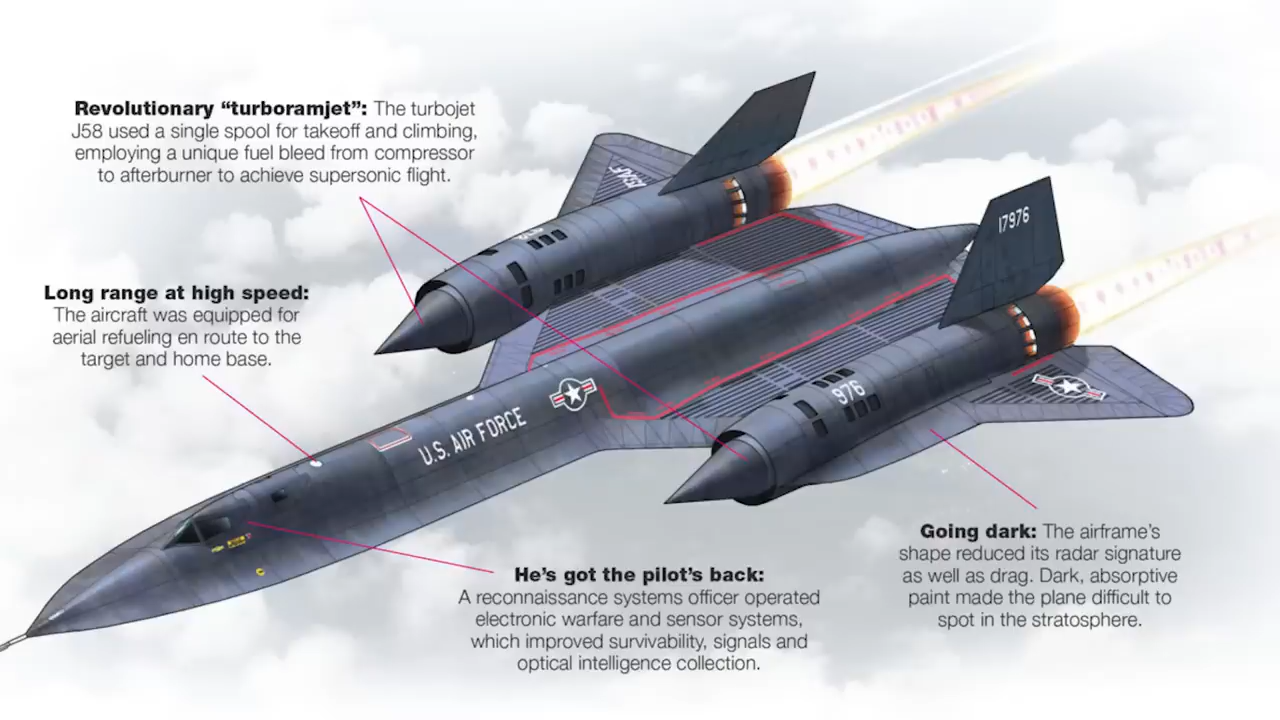 Revolutionary “turboramjet”: The turbojet
J58 used a single spool for takeoff and climbing,
employing a unique fuel bleed from compressor
to afterburner to achieve supersonic flight.
Long range at high speed:
The aircraft was equipped for
aerial refueling en route to the
target and home base.
USAF
976
17976
976
U.S. AIR FORCE
He’s got the pilot’s back:
A reconnaissance systems officer operated
electronic warfare and sensor systems,
which improved survivability, signals and
optical intelligence collection.
Going dark: The airframe’s
shape reduced its radar signature
as well as drag. Dark, absorptive
paint made the plane difficult to
spot in the stratosphere.